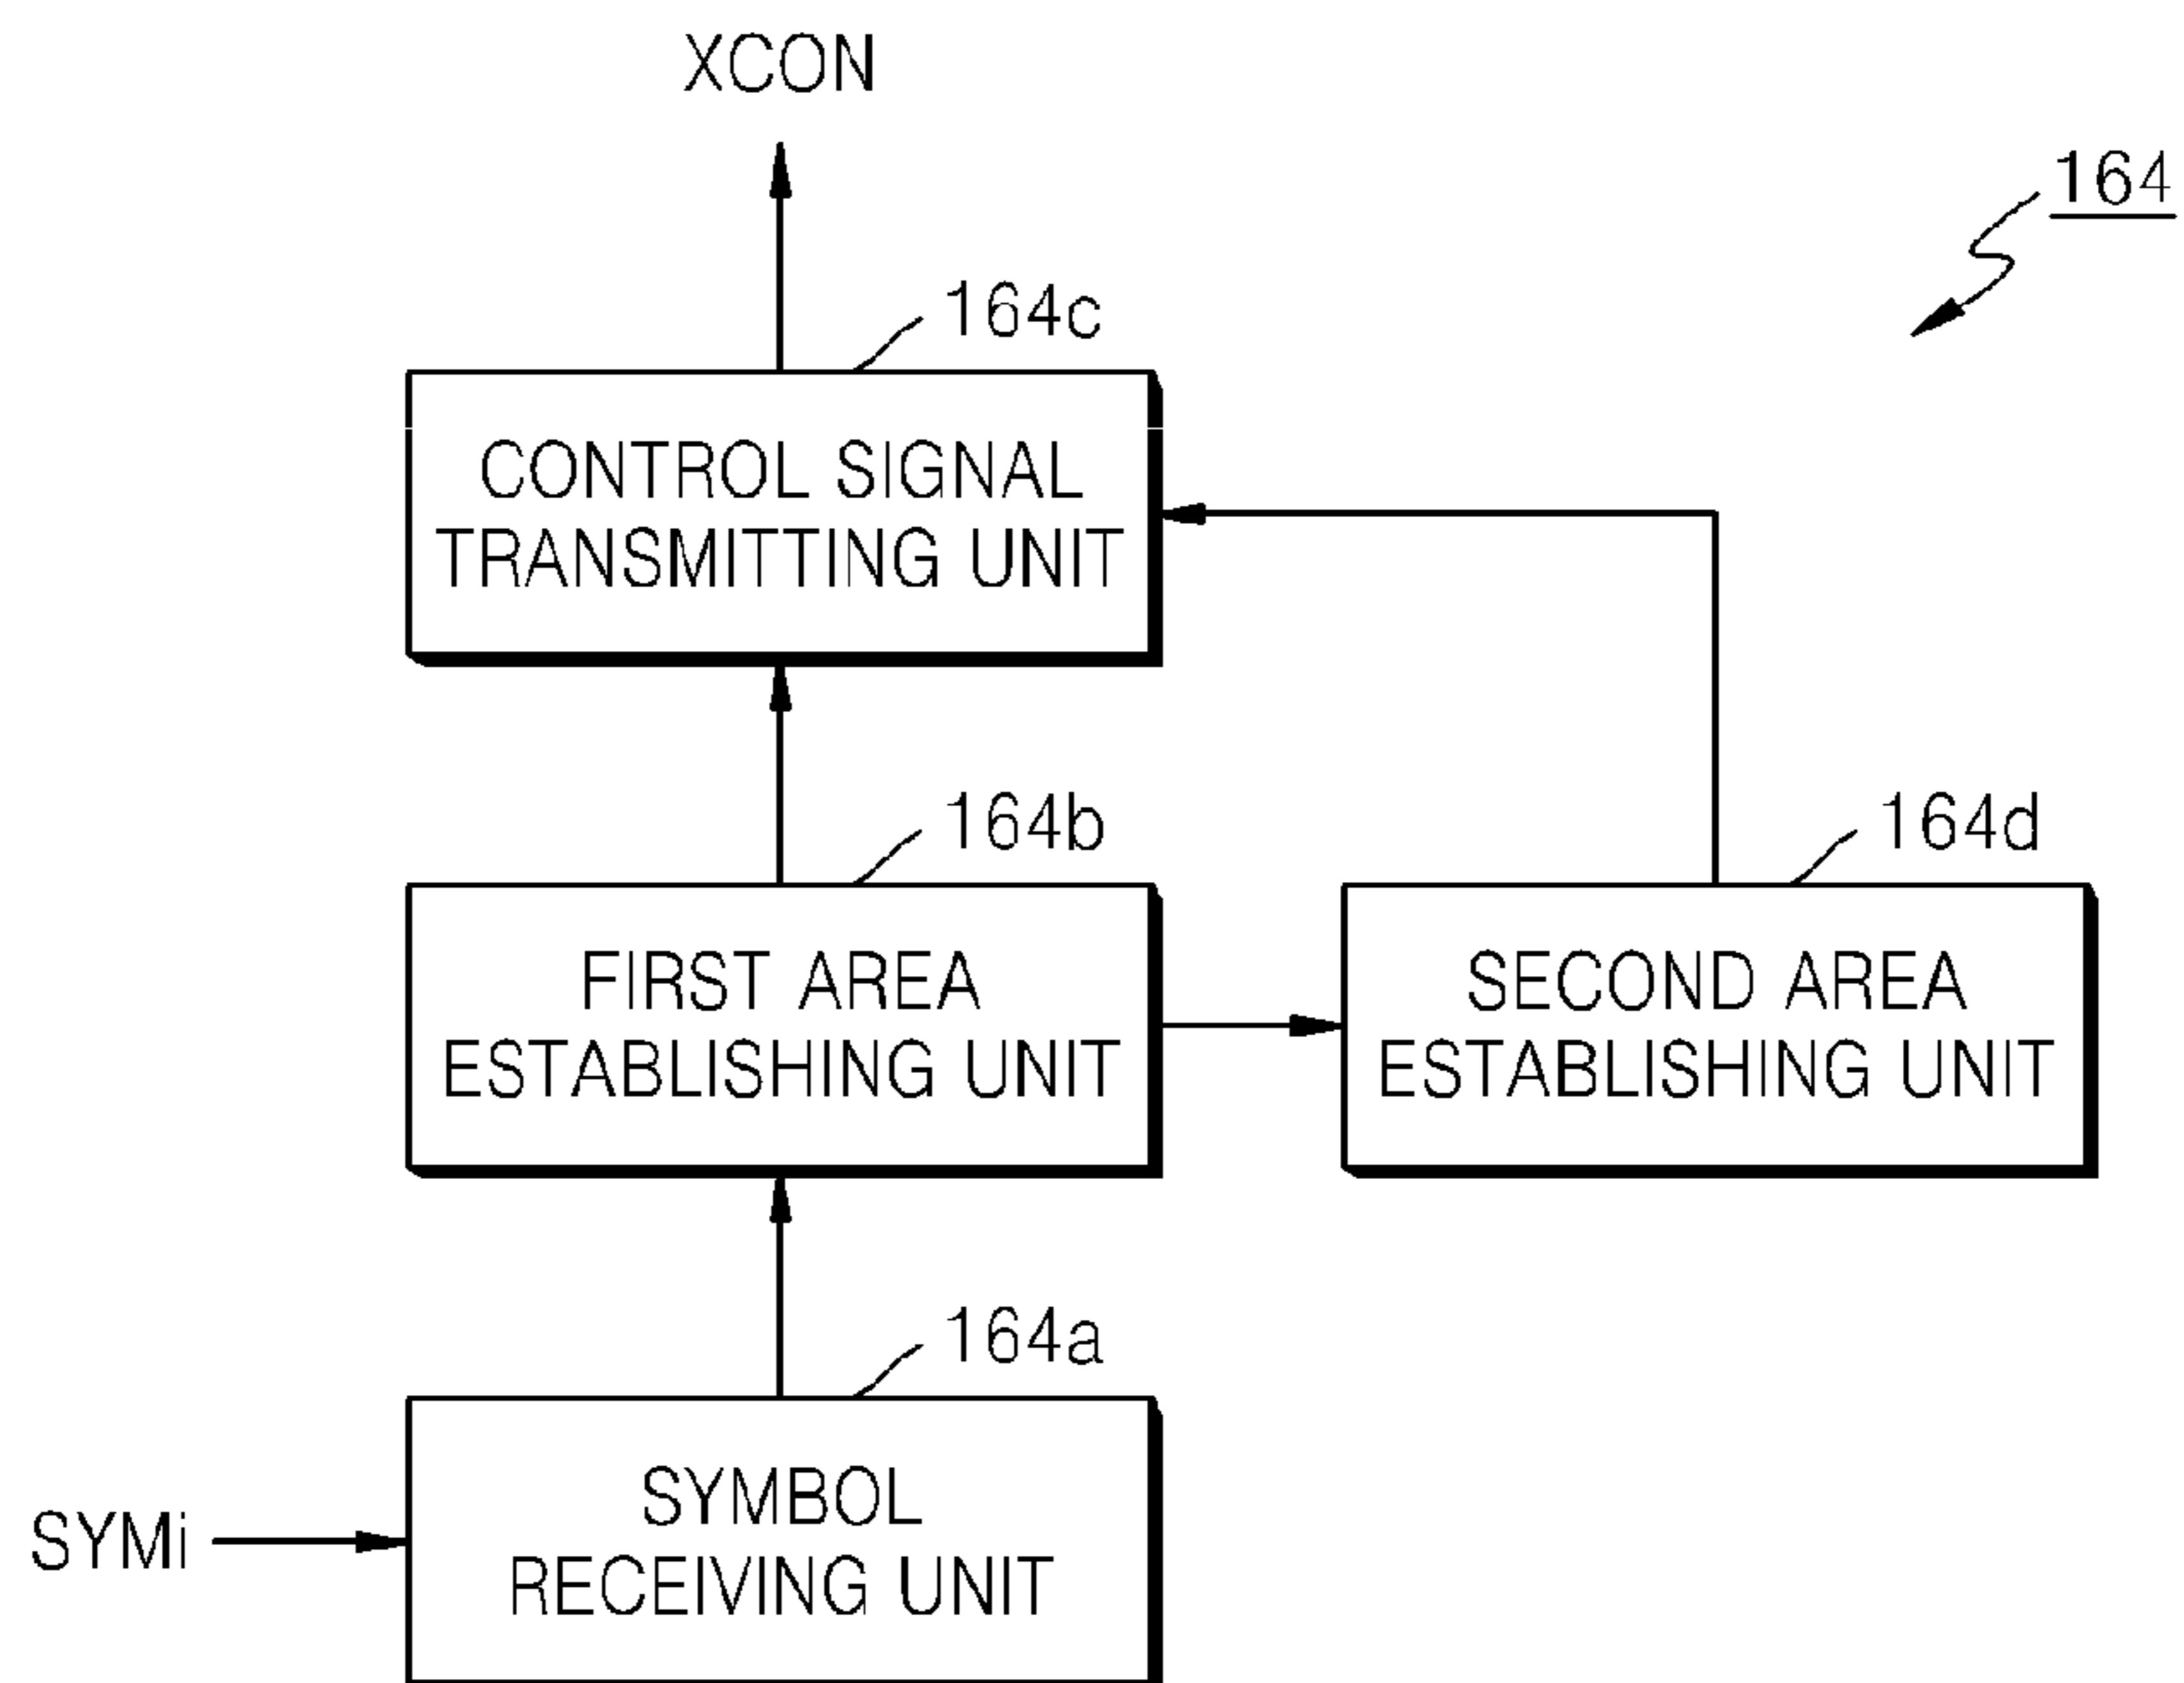 XCON
164
164c
CONTROL SIGNAL
TRANSMITTING UNIT
164b
164d
FIRST AREA
ESTABLISHING UNIT
SECOND AREA
ESTABLISHING UNIT
164a
SYMi
SYMBOL
RECEIVING UNIT